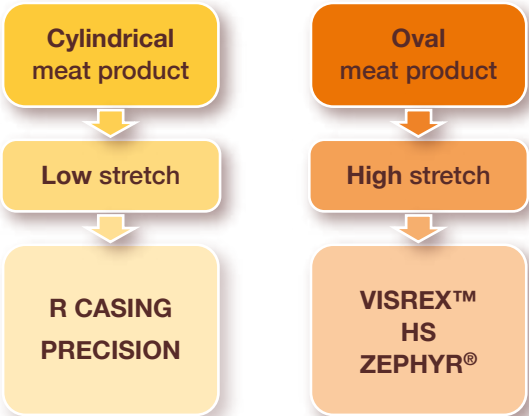 Cylindrical
meat product
Low stretch
R CASING
PRECISION
Oval
meat product
High stretch
VISREX™
HS
ZEPHYR®